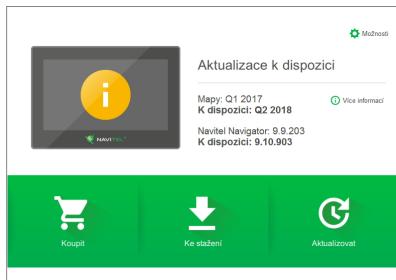 Možnosti
Aktualizace k dispozici
Mapy: Q1 2017
K dispozici: Q2 2018
Více informací
Navitel Navigator: 9.9.203
K dispozici: 9.10.903
NAVITEL
Koupit
Ke stažení
Aktualizovat